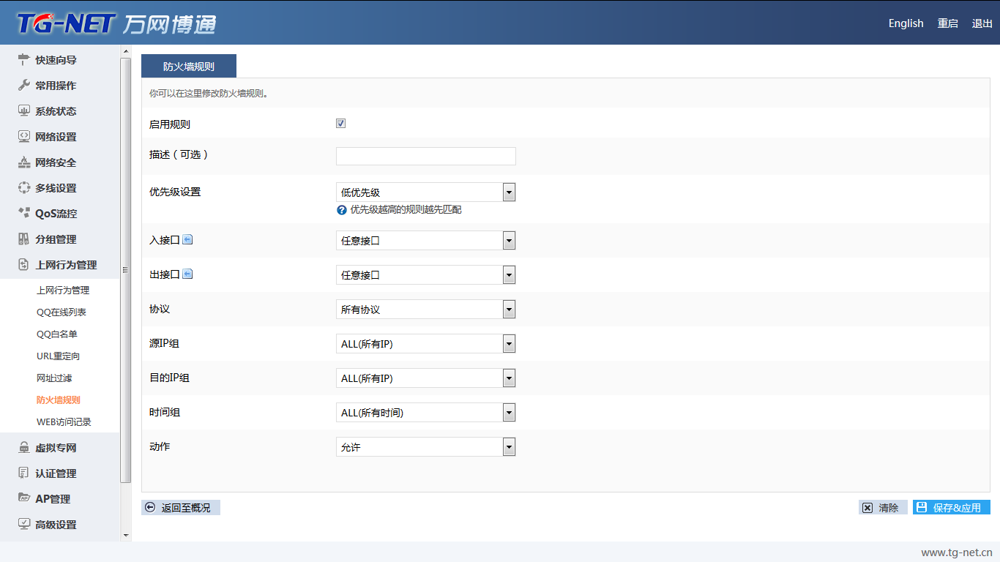 TG-NET 万网博通
English 重启 退出
快速向导
常用操作
系统状态
网络设置
网络安全
多线设置
QoS流控
分组管理
上网行为管理
上网行为管理
QQ在线列表
QQ白名单
URL重定向
网址过滤
防火墙规则
WEB访问记录
虚拟专网
认证管理
AP管理
高级设置
防火墙规则
你可以在这里修改防火墙规则。
启用规则
描述（可选）
优先级设置 低优先级
优先级越高的规则越先匹配
入接口 任意接口
出接口 任意接口
协议 所有协议
源IP组 ALL(所有IP)
目的IP组 ALL(所有IP)
时间组 ALL(所有时间)
动作 允许
返回至概况 清除 保存&应用
www.tg-net.cn